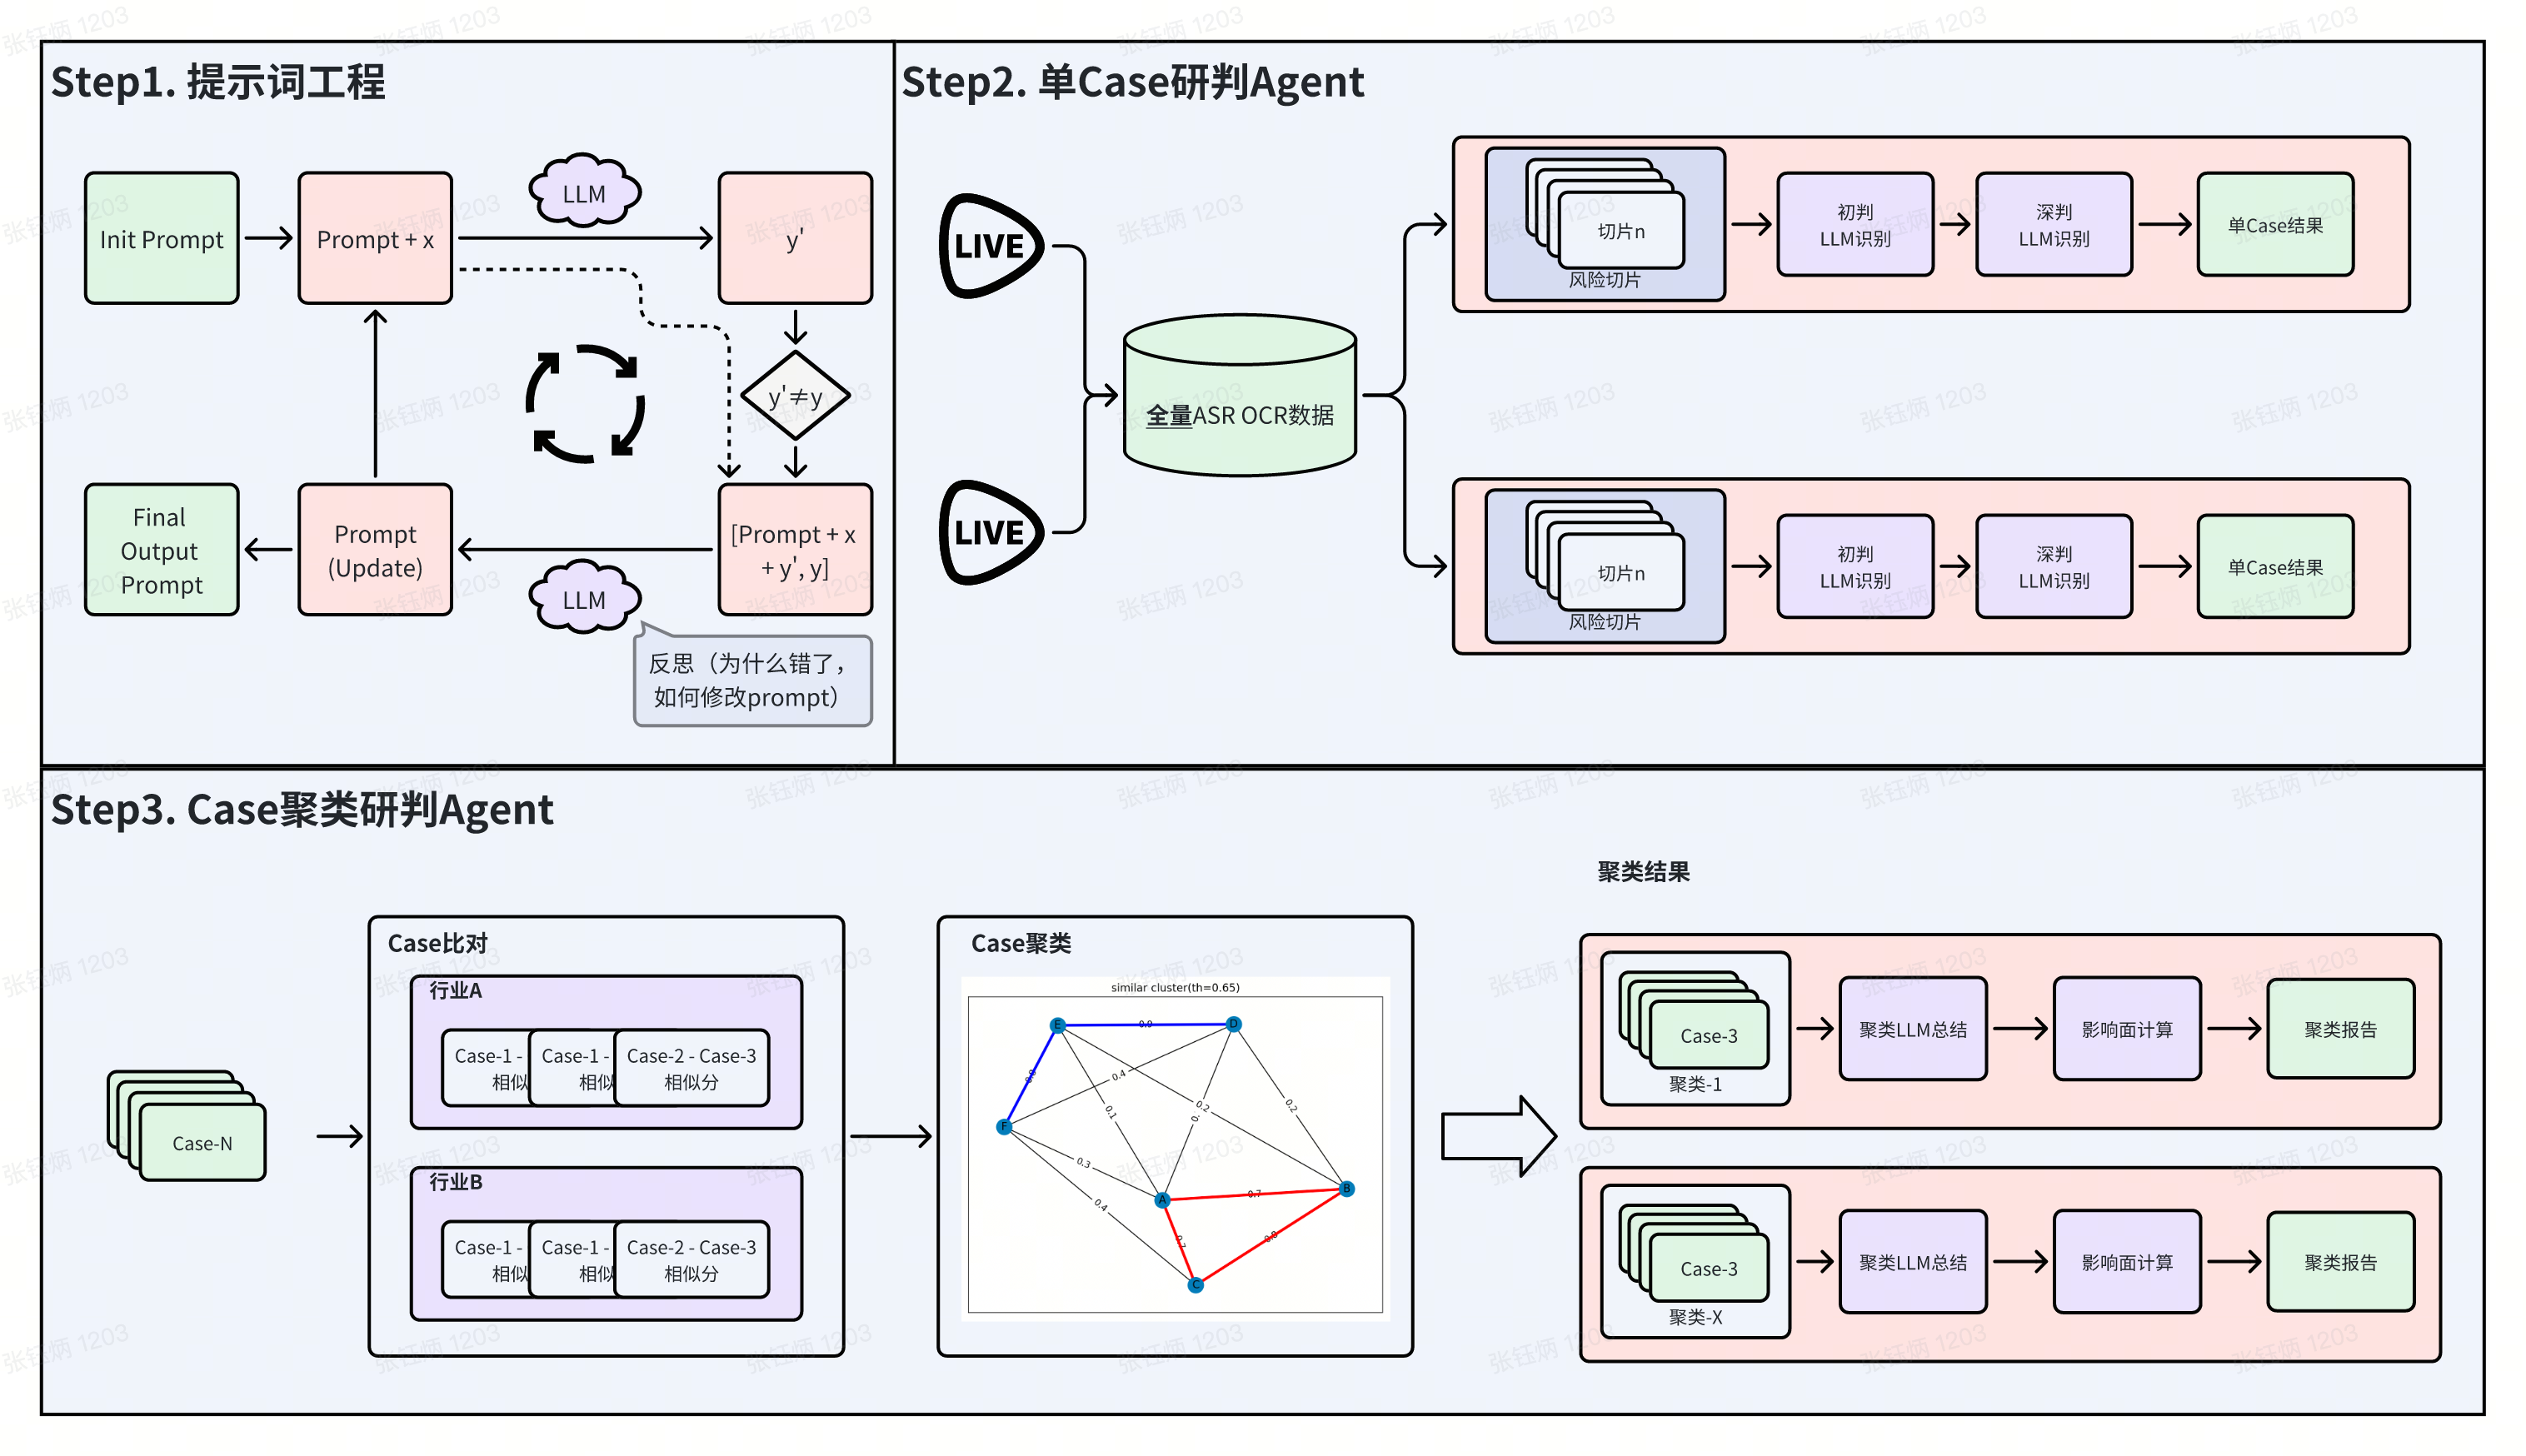 Step1. 提示词工程
Init Prompt
Prompt + x
LLM
y'
y'≠y
Final
Output
Prompt
Prompt
(Update)
LLM
[Prompt + x
+ y', y]
反思（为什么错了，
如何修改prompt）
Step2. 单Case研判Agent
LIVE
LIVE
全量ASR OCR数据
切片n
风险切片
初判
LLM识别
深判
LLM识别
单Case结果
切片n
风险切片
初判
LLM识别
深判
LLM识别
单Case结果
Step3. Case聚类研判Agent
Case-N
Case比对
行业A
Case-1 -
相似
Case-1 -
相似
Case-2 - Case-3
相似分
行业B
Case-1 -
相似
Case-1 -
相似
Case-2 - Case-3
相似分
Case聚类
similar cluster(th=0.65)
E
0.9
D
0.4
0.1
0.2
0.2
F
0.3
A
0.7
B
0.4
C
聚类结果
Case-3
聚类-1
聚类LLM总结
影响面计算
聚类报告
Case-3
聚类-X
聚类LLM总结
影响面计算
聚类报告
张钰炳 1203